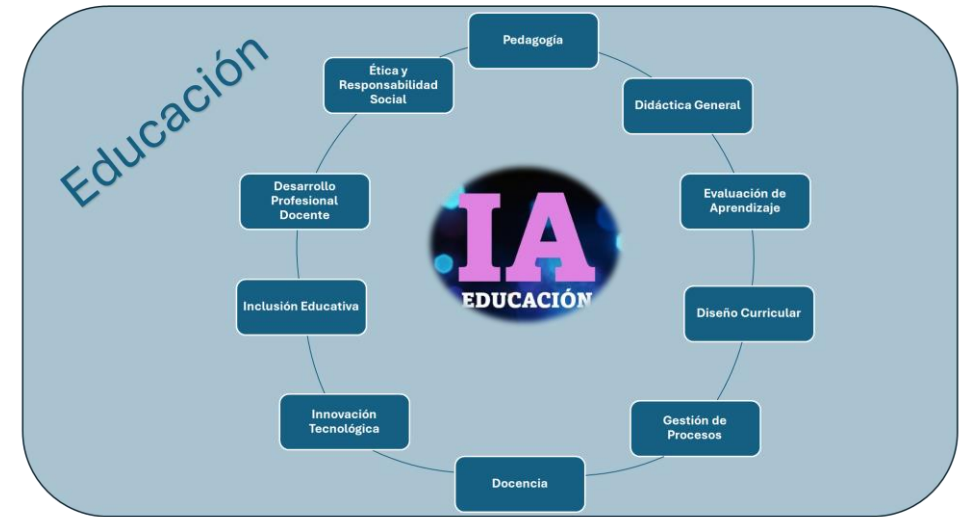 Educación
Pedagogía
Didáctica General
Evaluación de
Aprendizaje
Diseño Curricular
Gestión de
Procesos
Docencia
Innovación
Tecnológica
Inclusión Educativa
Desarrollo
Profesional
Docente
Ética y
Responsabilidad
Social
IA
EDUCACIÓN